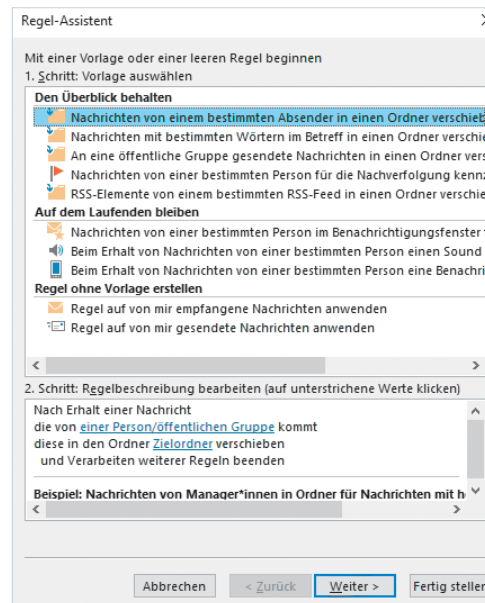 Regel-Assistent
Mit einer Vorlage oder einer leeren Regel beginnen
1. Schritt: Vorlage auswählen
Den Überblick behalten
Nachrichten von einem bestimmten Absender in einen Ordner verschieb
Nachrichten mit bestimmten Wörtern im Betreff in einen Ordner verschie
An eine öffentliche Gruppe gesendete Nachrichten in einen Ordner vers
Nachrichten von einer bestimmten Person für die Nachverfolgung kennz
RSS-Elemente von einem bestimmten RSS-Feed in einen Ordner verschie
Auf dem Laufenden bleiben
Nachrichten von einer bestimmten Person im Benachrichtigungsfenster
Beim Erhalt von Nachrichten von einer bestimmten Person einen Sound
Beim Erhalt von Nachrichten von einer bestimmten Person eine Benachri
Regel ohne Vorlage erstellen
Regel auf von mir empfangene Nachrichten anwenden
Regel auf von mir gesendete Nachrichten anwenden
2. Schritt: Regelbeschreibung bearbeiten (auf unterstrichene Werte klicken)
Nach Erhalt einer Nachricht
die von einer Person/öffentlichen Gruppe kommt
diese in den Ordner Zielordner verschieben
und Verarbeiten weiterer Regeln beenden
Beispiel: Nachrichten von Manager*innen in Ordner für Nachrichten mit h
Abbrechen < Zurück Weiter > Fertig steller